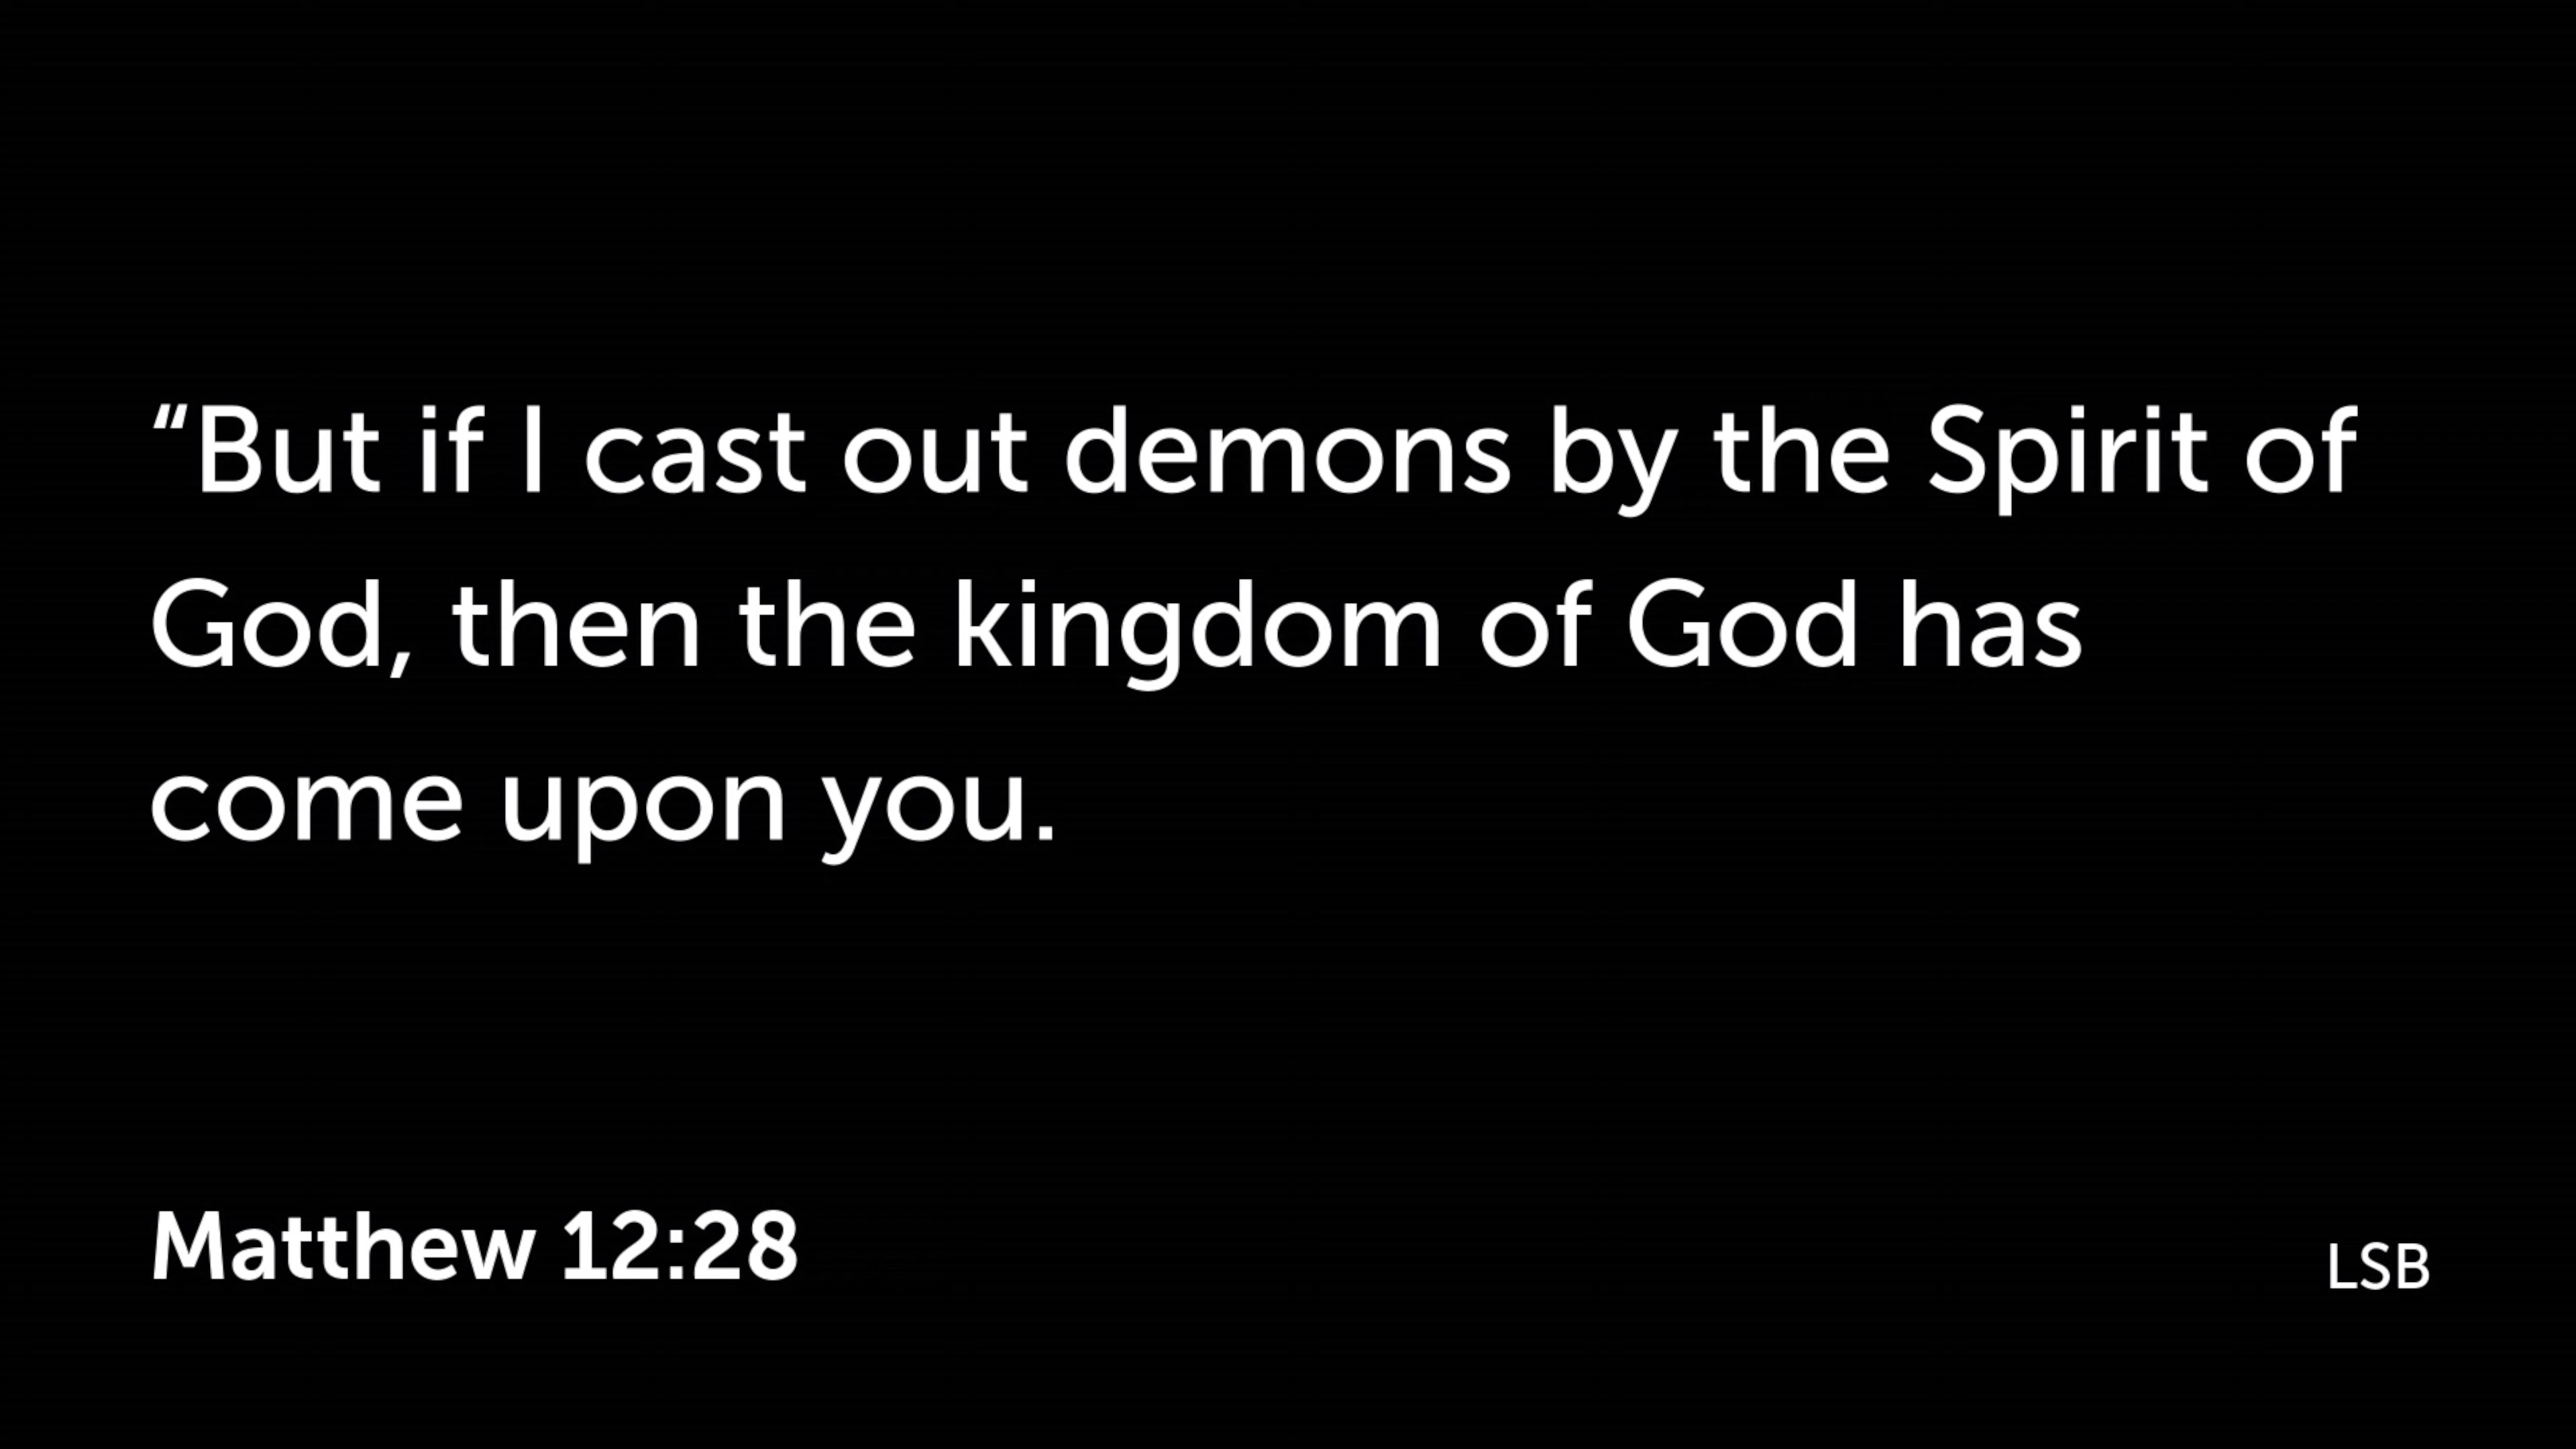 “But if I cast out demons by the Spirit of
God, then the kingdom of God has
come upon you.
Matthew 12:28
LSB